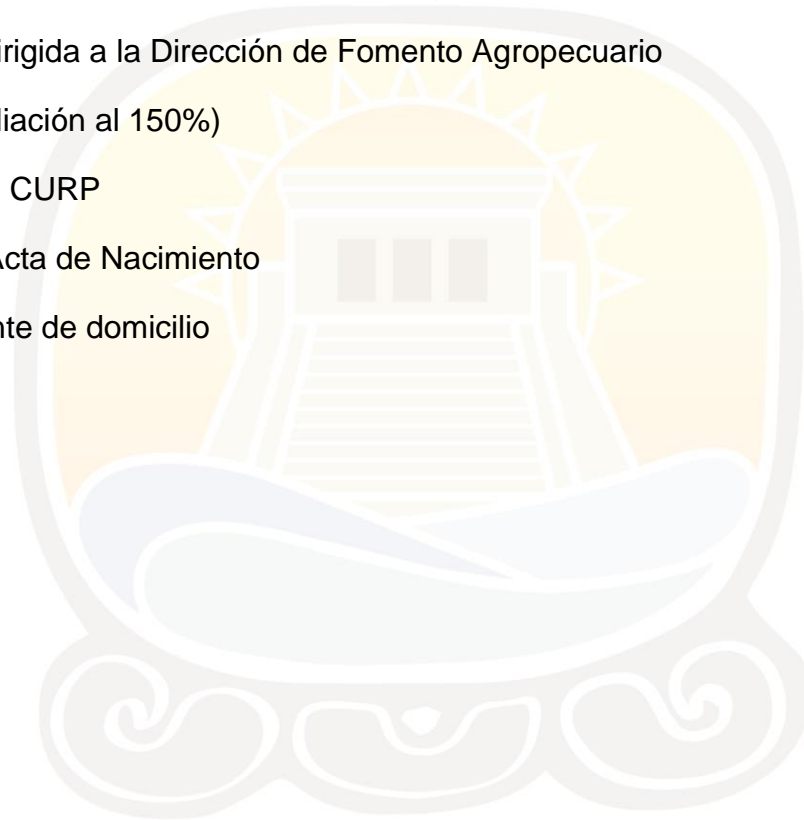 irigida a la Dirección de Fomento Agropecuario
liación al 150%)
CURP
Acta de Nacimiento
nte de domicilio